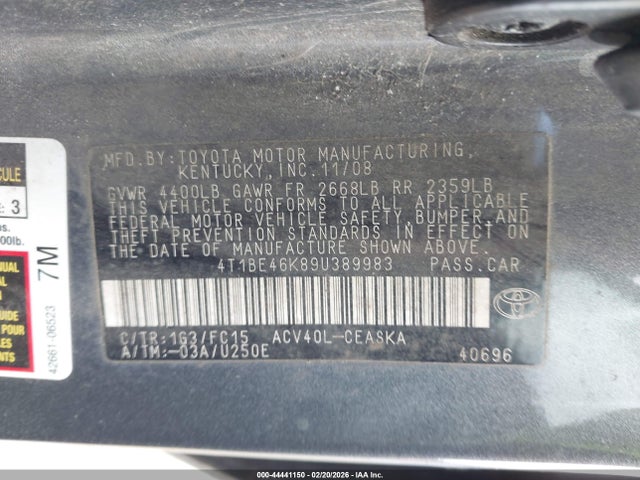 MFD.BY:TOYOTA MOTOR MANUFACTURING,
KENTUCKY, INC. 11/08
GVWR 4400LB GAWR FR 2668LB RR 2359LB
THIS VEHICLE CONFORMS TO ALL APPLICABLE
FEDERAL MOTOR VEHICLE SAFETY, BUMPER, AND
THEFT PREVENTION STANDARDS IN EFFECT ON
THE DATE OF MANUFACTURE SHOWN ABOVE.
4T1BE46K89U389983 PASS.CAR
C/TR:1G3/FC15 ACV40L-CEASKA
A/TM:-03A/U250E
40696
: 3
7M
42661-06523
000-44441150 - 02/20/2026 - IAA Inc.